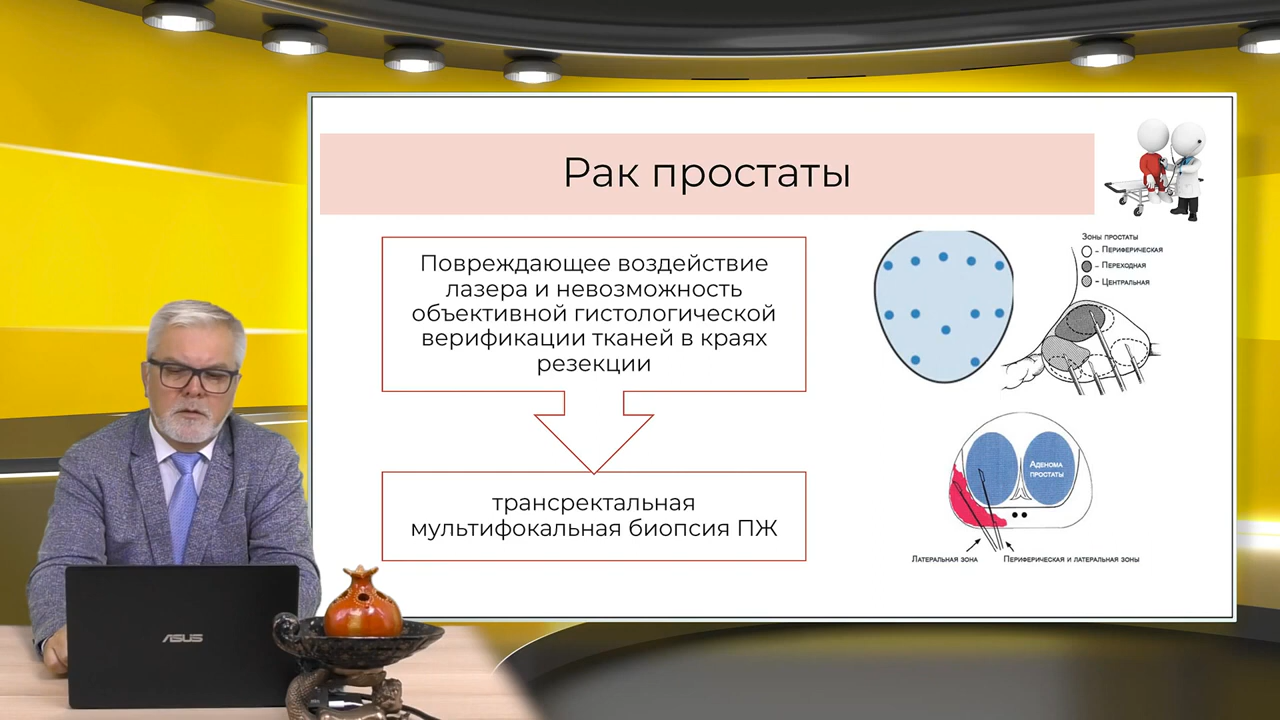 Рак простаты
Повреждающее воздействие
лазера и невозможность
объективной гистологической
верификации тканей в краях
резекции
трансректальная
мультифокальная биопсия ПЖ
Зоны простаты
– Периферическая
– Переходная
– Центральная
Аденома
простаты
Латеральная зона
Периферическая и латеральная зоны
ASUS